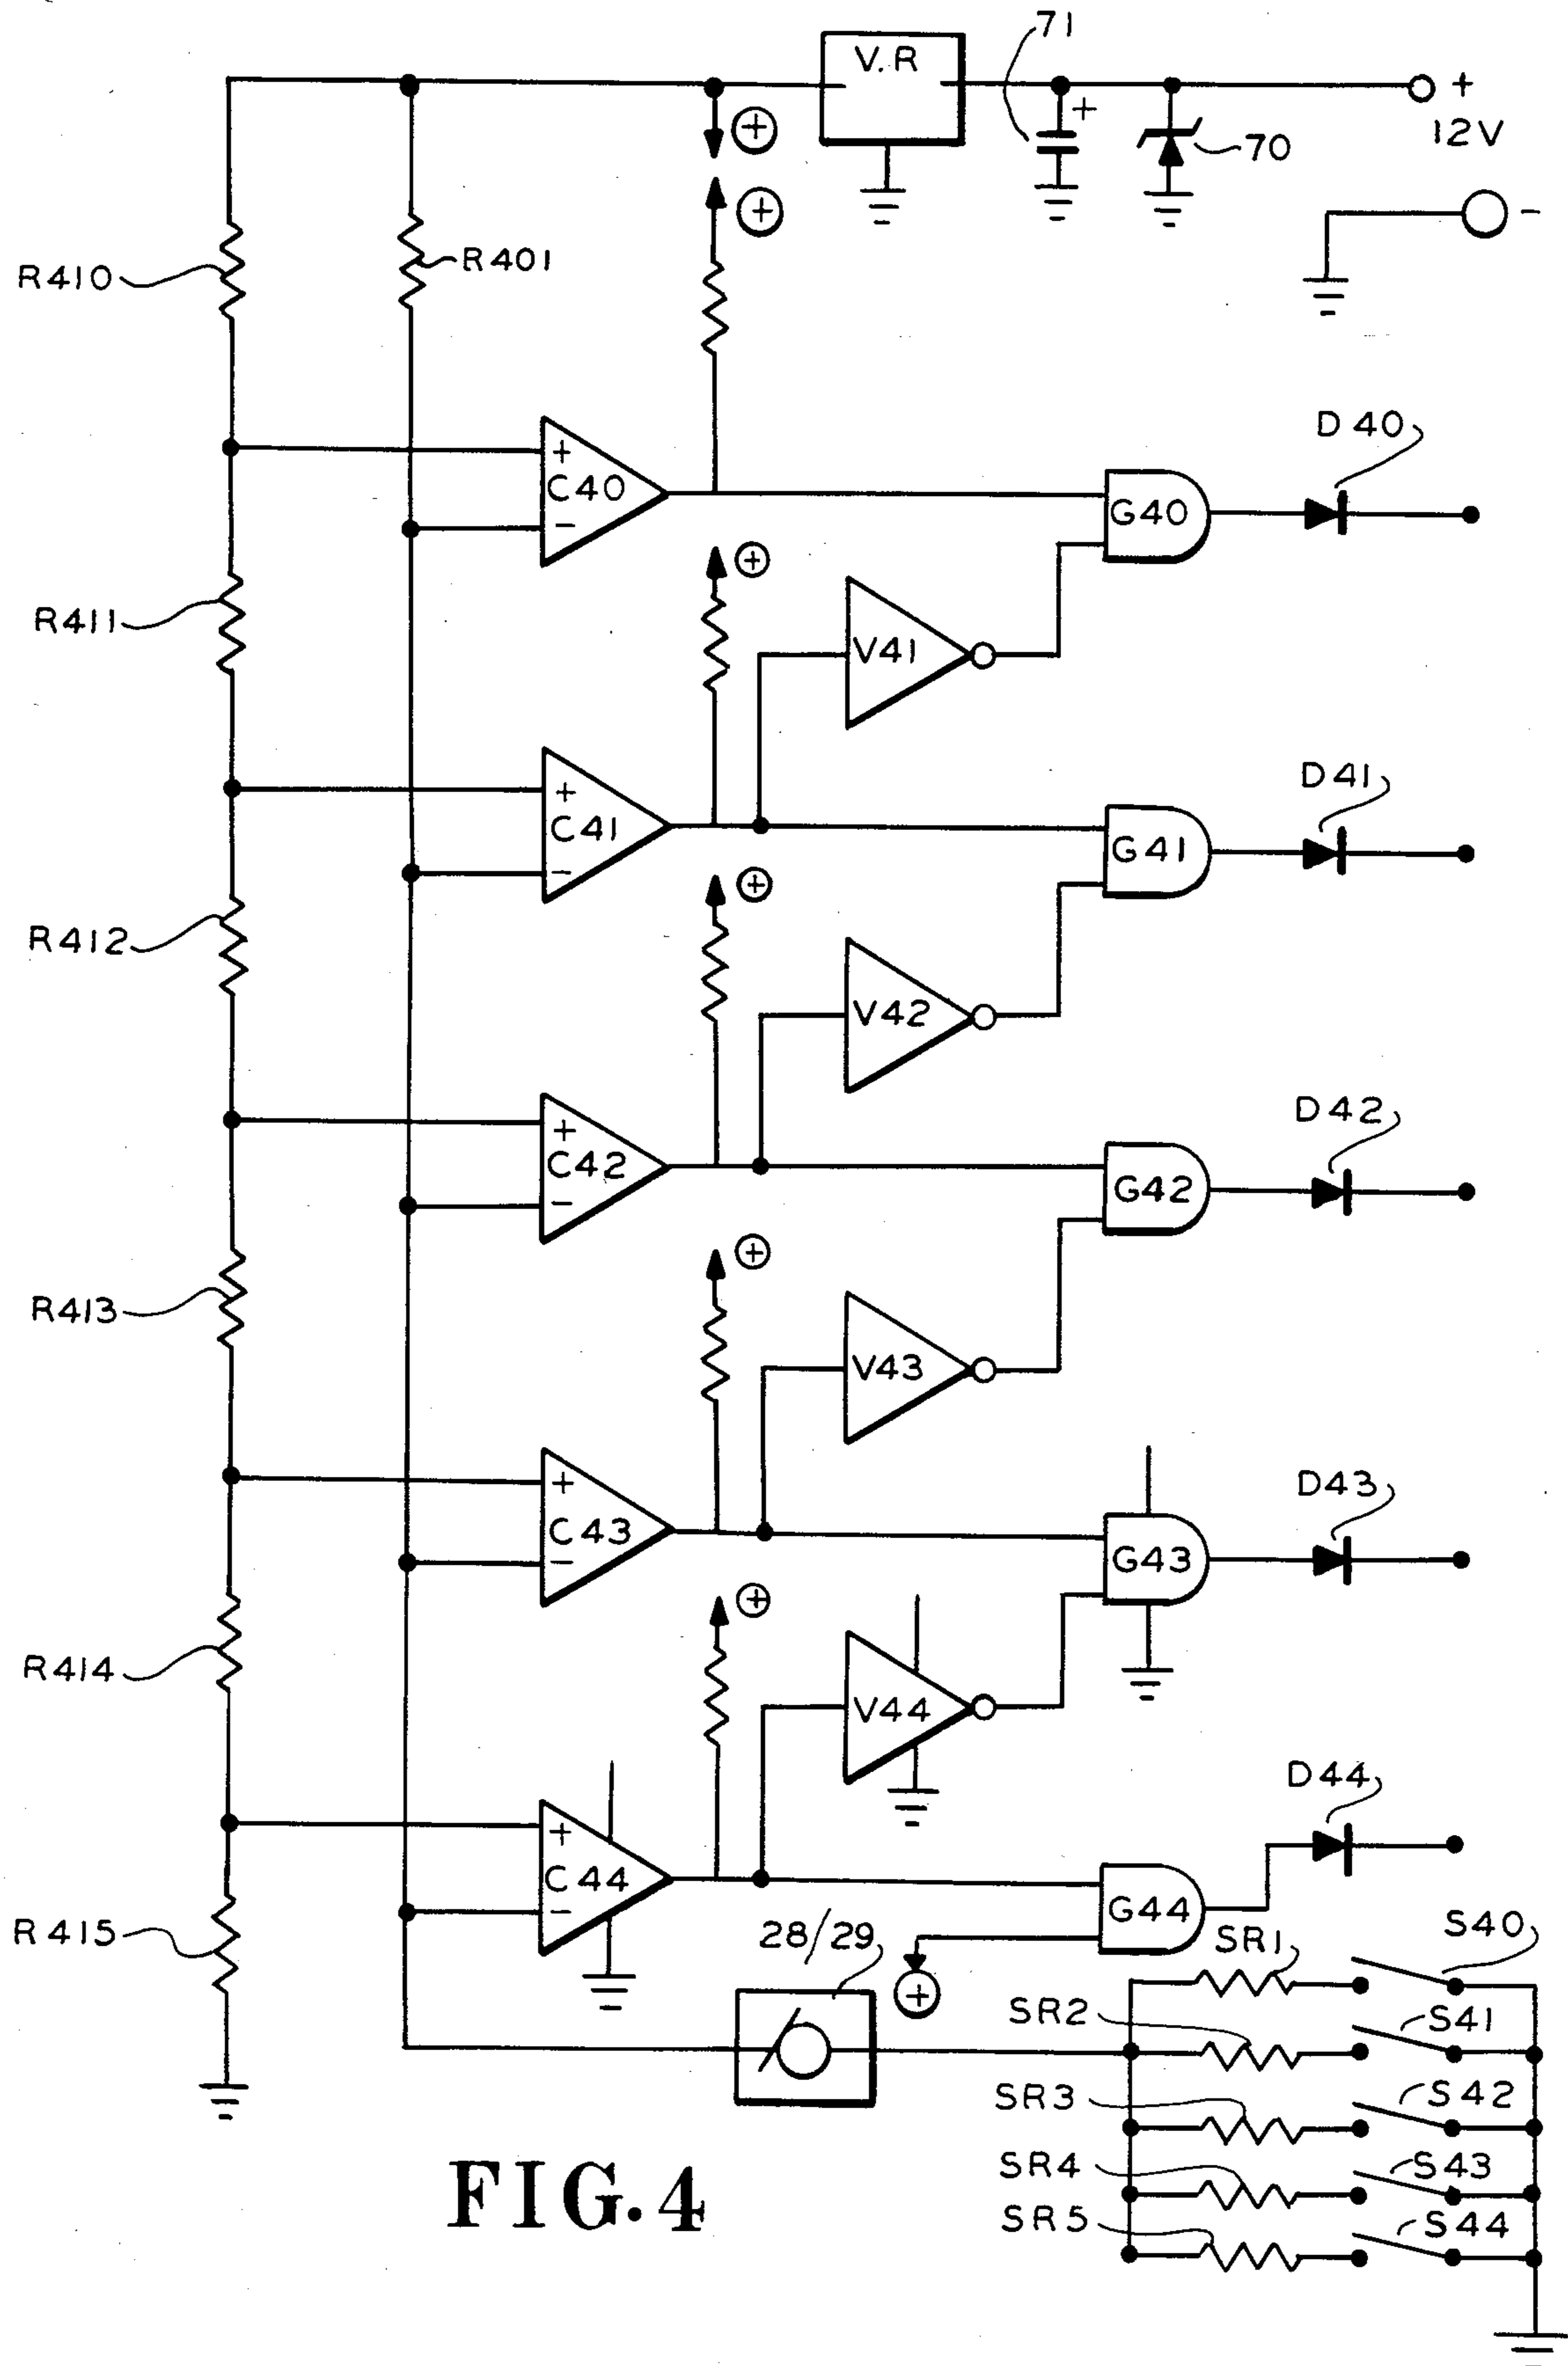 71
V.R
+
+
12V
70
+
+
−
R410
R401
D 40
+
C40
−
G40
+
R411
V41
D41
+
C41
−
G41
+
R412
V42
D42
+
C42
−
G42
+
R413
V43
D43
+
C43
−
G43
+
R414
V44
D44
+
C44
−
G44
R415
28/29
SR1
S40
+
SR2
S41
SR3
S42
SR4
S43
SR5
S44
FIG.4